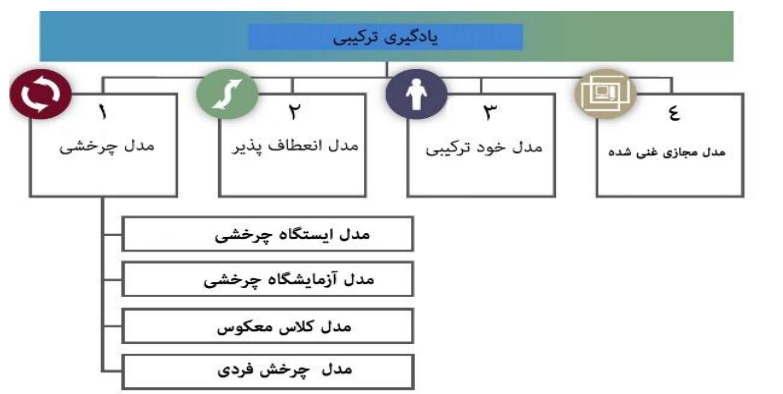 یادگیری ترکیبی
۱
مدل چرخشی
۲
مدل انعطاف پذیر
۳
مدل خود ترکیبی
٤
مدل مجازی غنی شده
مدل ایستگاه چرخشی
مدل آزمایشگاه چرخشی
مدل کلاس معکوس
مدل چرخش فردی